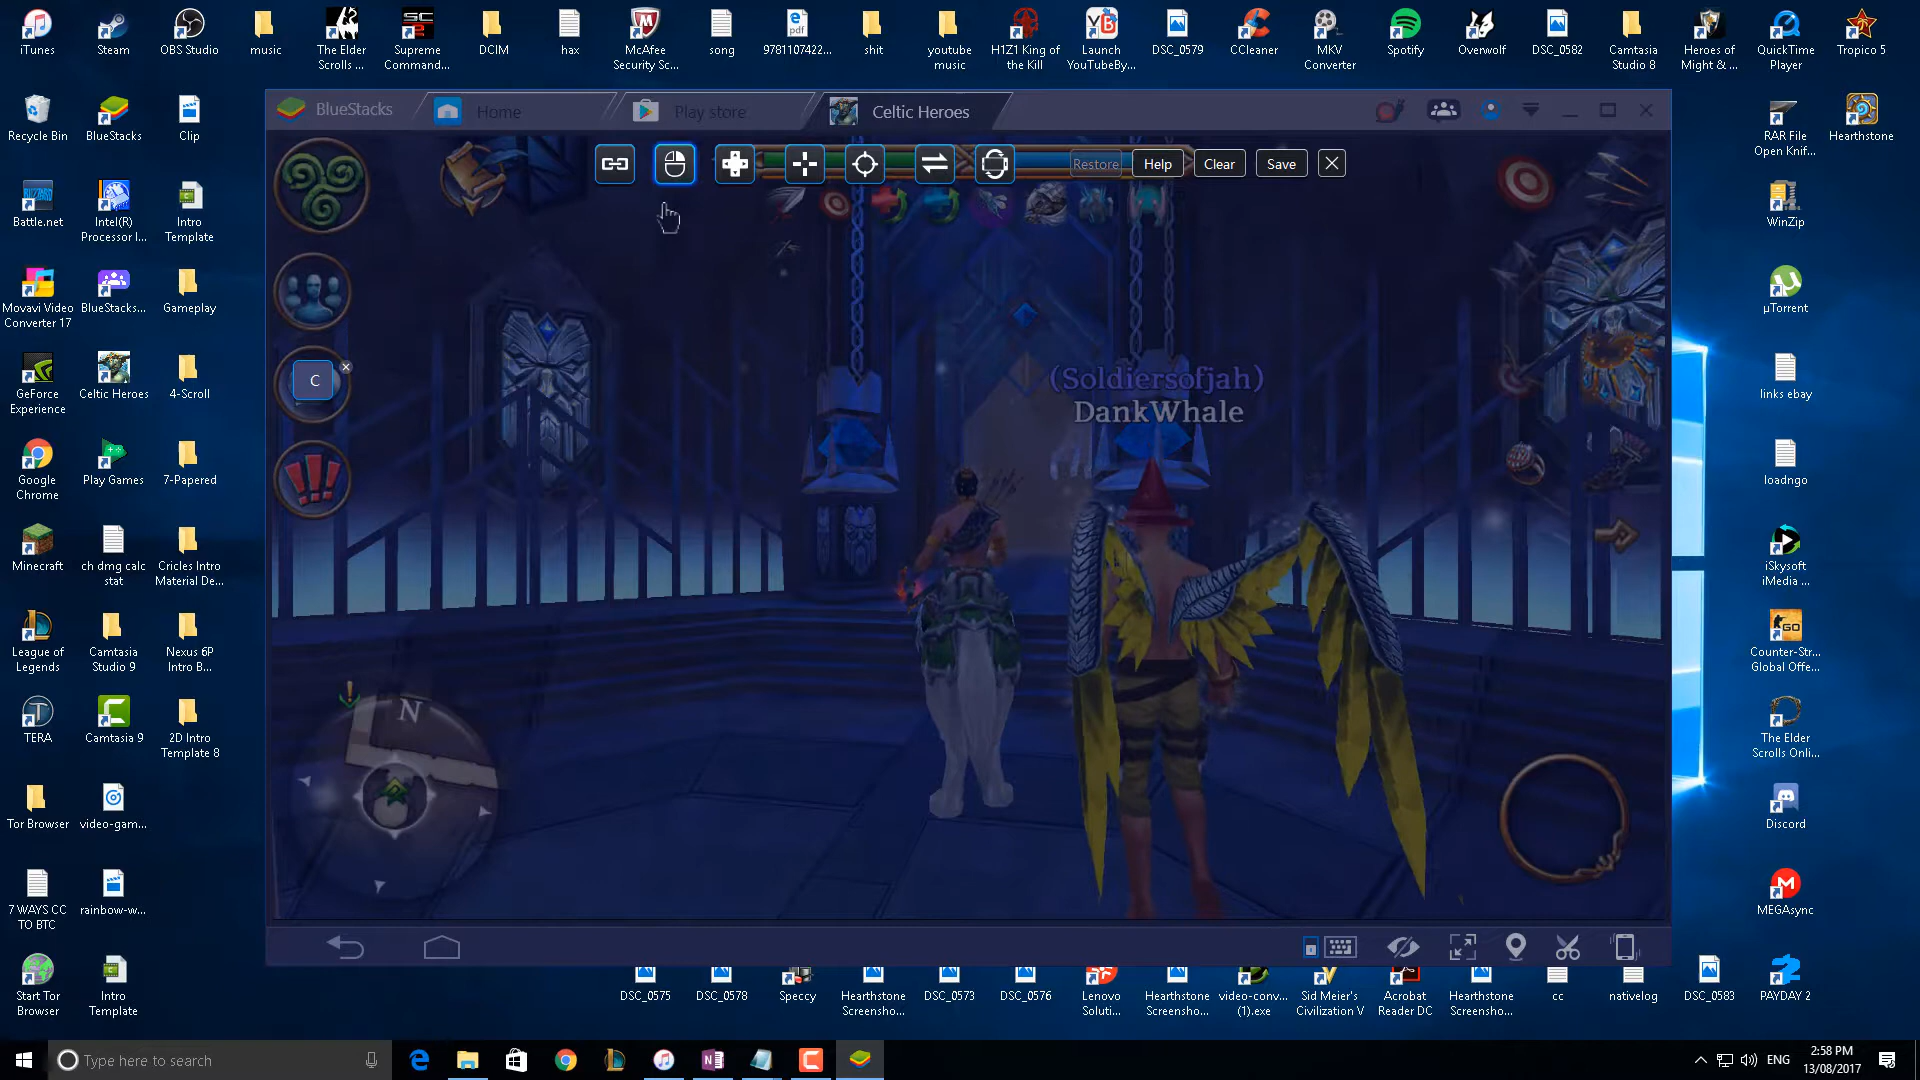 iTunes
Steam
OBS Studio
music
The Elder
Scrolls ...
Supreme
Command...
DCIM
hax
McAfee
Security Sc...
song
9781107422...
shit
youtube
music
H1Z1 King of
the Kill
Launch
YouTubeBy...
DSC_0579
CCleaner
MKV
Converter
Spotify
Overwolf
DSC_0582
Camtasia
Studio 8
Heroes of
Might & ...
QuickTime
Player
Tropico 5
Recycle Bin
BlueStacks
Clip
BlueStacks
Home
Play store
Celtic Heroes
RAR File
Open Knif...
Hearthstone
Restore
Help
Clear
Save
Battle.net
Intel(R)
Processor I...
Intro
Template
WinZip
Movavi Video
Converter 17
BlueStacks...
Gameplay
µTorrent
C
(Soldiersofjah)
DankWhale
GeForce
Experience
Celtic Heroes
4-Scroll
links ebay
Google
Chrome
Play Games
7-Papered
loadngo
Minecraft
ch dmg calc
stat
Cricles Intro
Material De...
iSkysoft
iMedia ...
League of
Legends
Camtasia
Studio 9
Nexus 6P
Intro B...
GO
Counter-Str...
Global Offe...
N
TERA
Camtasia 9
2D Intro
Template 8
The Elder
Scrolls Onli...
Tor Browser
video-gam...
Discord
7 WAYS CC
TO BTC
rainbow-w...
MEGAsync
Start Tor
Browser
Intro
Template
DSC_0575
DSC_0578
Speccy
Hearthstone
Screensho...
DSC_0573
DSC_0576
Lenovo
Soluti...
Hearthstone
Screensho...
video-conv...
(1).exe
Sid Meier's
Civilization V
Acrobat
Reader DC
Hearthstone
Screensho...
cc
nativelog
DSC_0583
PAYDAY 2
Type here to search
ENG
2:58 PM
13/08/2017